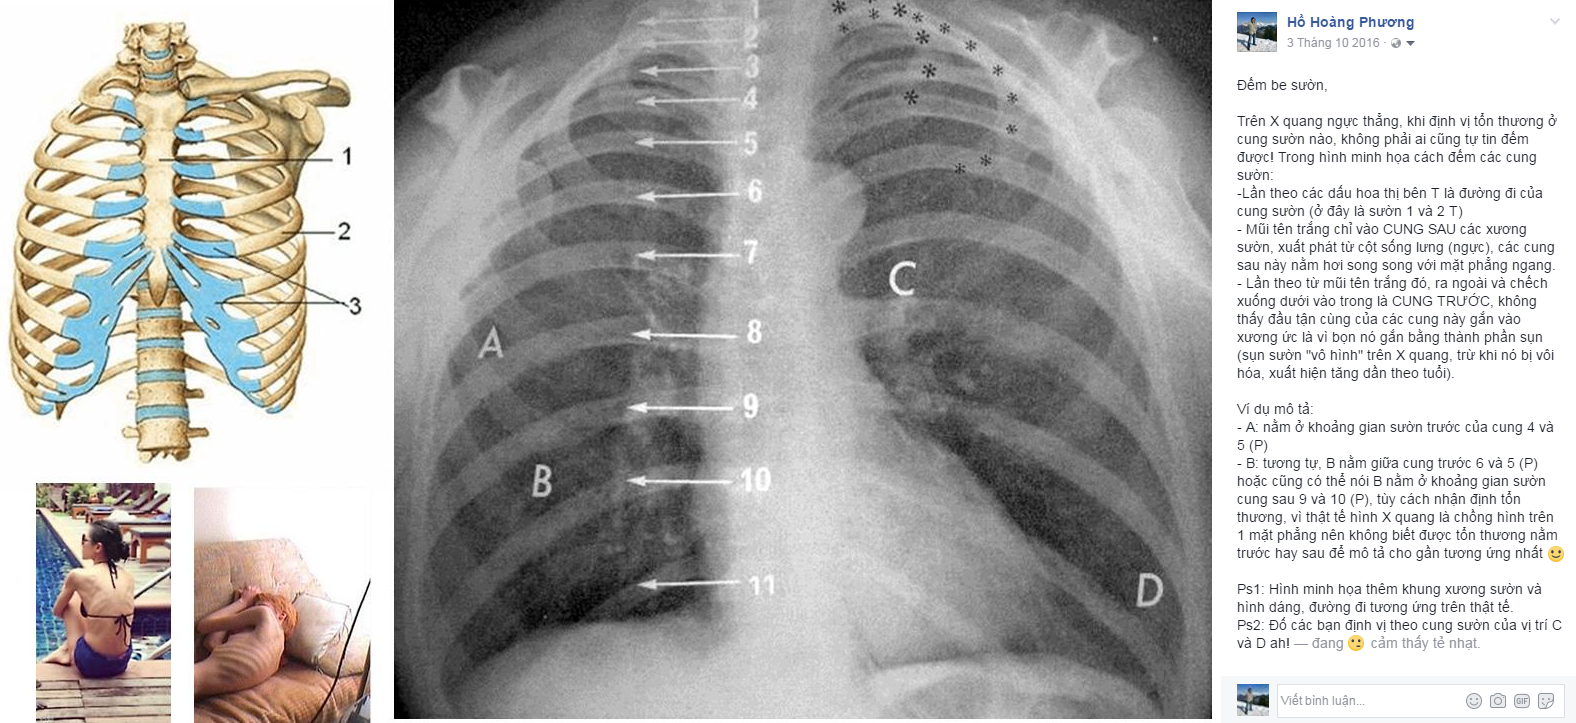 1
2
3
1
2
3
4
5
6
7
8
9
10
11
A
B
C
D
Hồ Hoàng Phương
3 Tháng 10 2016 ·
Đếm be sườn,
Trên X quang ngực thẳng, khi định vị tổn thương ở
cung sườn nào, không phải ai cũng tự tin đếm
được! Trong hình minh họa cách đếm các cung
sườn:
-Lần theo các dấu hoa thị bên T là đường đi của
cung sườn (ở đây là sườn 1 và 2 T)
- Mũi tên trắng chỉ vào CUNG SAU các xương
sườn, xuất phát từ cột sống lưng (ngực), các cung
sau này nằm hơi song song với mặt phẳng ngang.
- Lần theo từ mũi tên trắng đó, ra ngoài và chếch
xuống dưới vào trong là CUNG TRƯỚC, không
thấy đầu tận cùng của các cung này gắn vào
xương ức là vì bọn nó gắn bằng thành phần sụn
(sụn sườn "vô hình" trên X quang, trừ khi nó bị vôi
hóa, xuất hiện tăng dần theo tuổi).
Ví dụ mô tả:
- A: nằm ở khoảng gian sườn trước của cung 4 và
5 (P)
- B: tương tự, B nằm giữa cung trước 6 và 5 (P)
hoặc cũng có thể nói B nằm ở khoảng gian sườn
cung sau 9 và 10 (P), tùy cách nhận định tổn
thương, vì thật tế hình X quang là chồng hình trên
1 mặt phẳng nên không biết được tổn thương nằm
trước hay sau để mô tả cho gần tương ứng nhất
Ps1: Hình minh họa thêm khung xương sườn và
hình dáng, đường đi tương ứng trên thật tế.
Ps2: Đố các bạn định vị theo cung sườn của vị trí C
và D ah! — đang cảm thấy tẻ nhạt.
Viết bình luận...
GIF